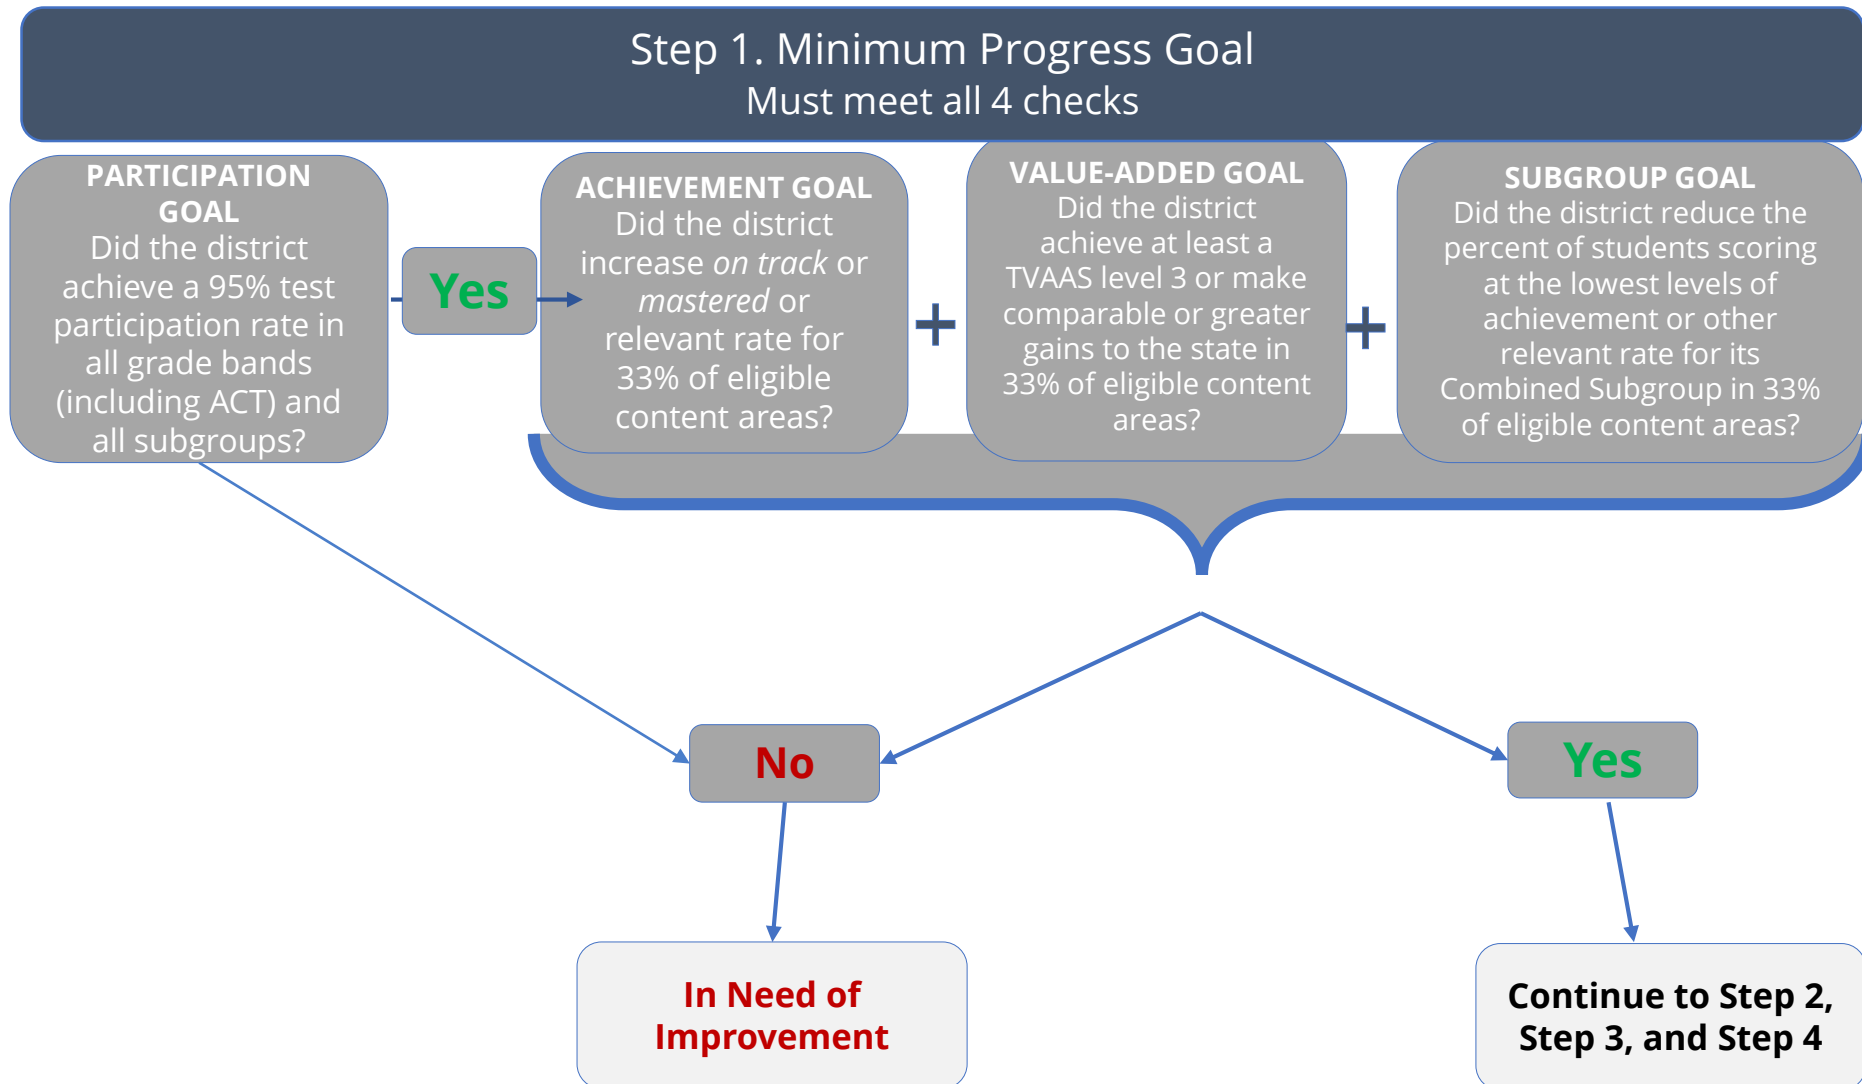 Step 1. Minimum Progress Goal
Must meet all 4 checks
PARTICIPATION
GOAL
Did the district
achieve a 95% test
participation rate in
all grade bands
(including ACT) and
all subgroups?
Yes
ACHIEVEMENT GOAL
Did the district
increase on track or
mastered or
relevant rate for
33% of eligible
content areas?
+
VALUE-ADDED GOAL
Did the district
achieve at least a
TVAAS level 3 or make
comparable or greater
gains to the state in
33% of eligible content
areas?
+
SUBGROUP GOAL
Did the district reduce the
percent of students scoring
at the lowest levels of
achievement or other
relevant rate for its
Combined Subgroup in 33%
of eligible content areas?
No
Yes
In Need of
Improvement
Continue to Step 2,
Step 3, and Step 4